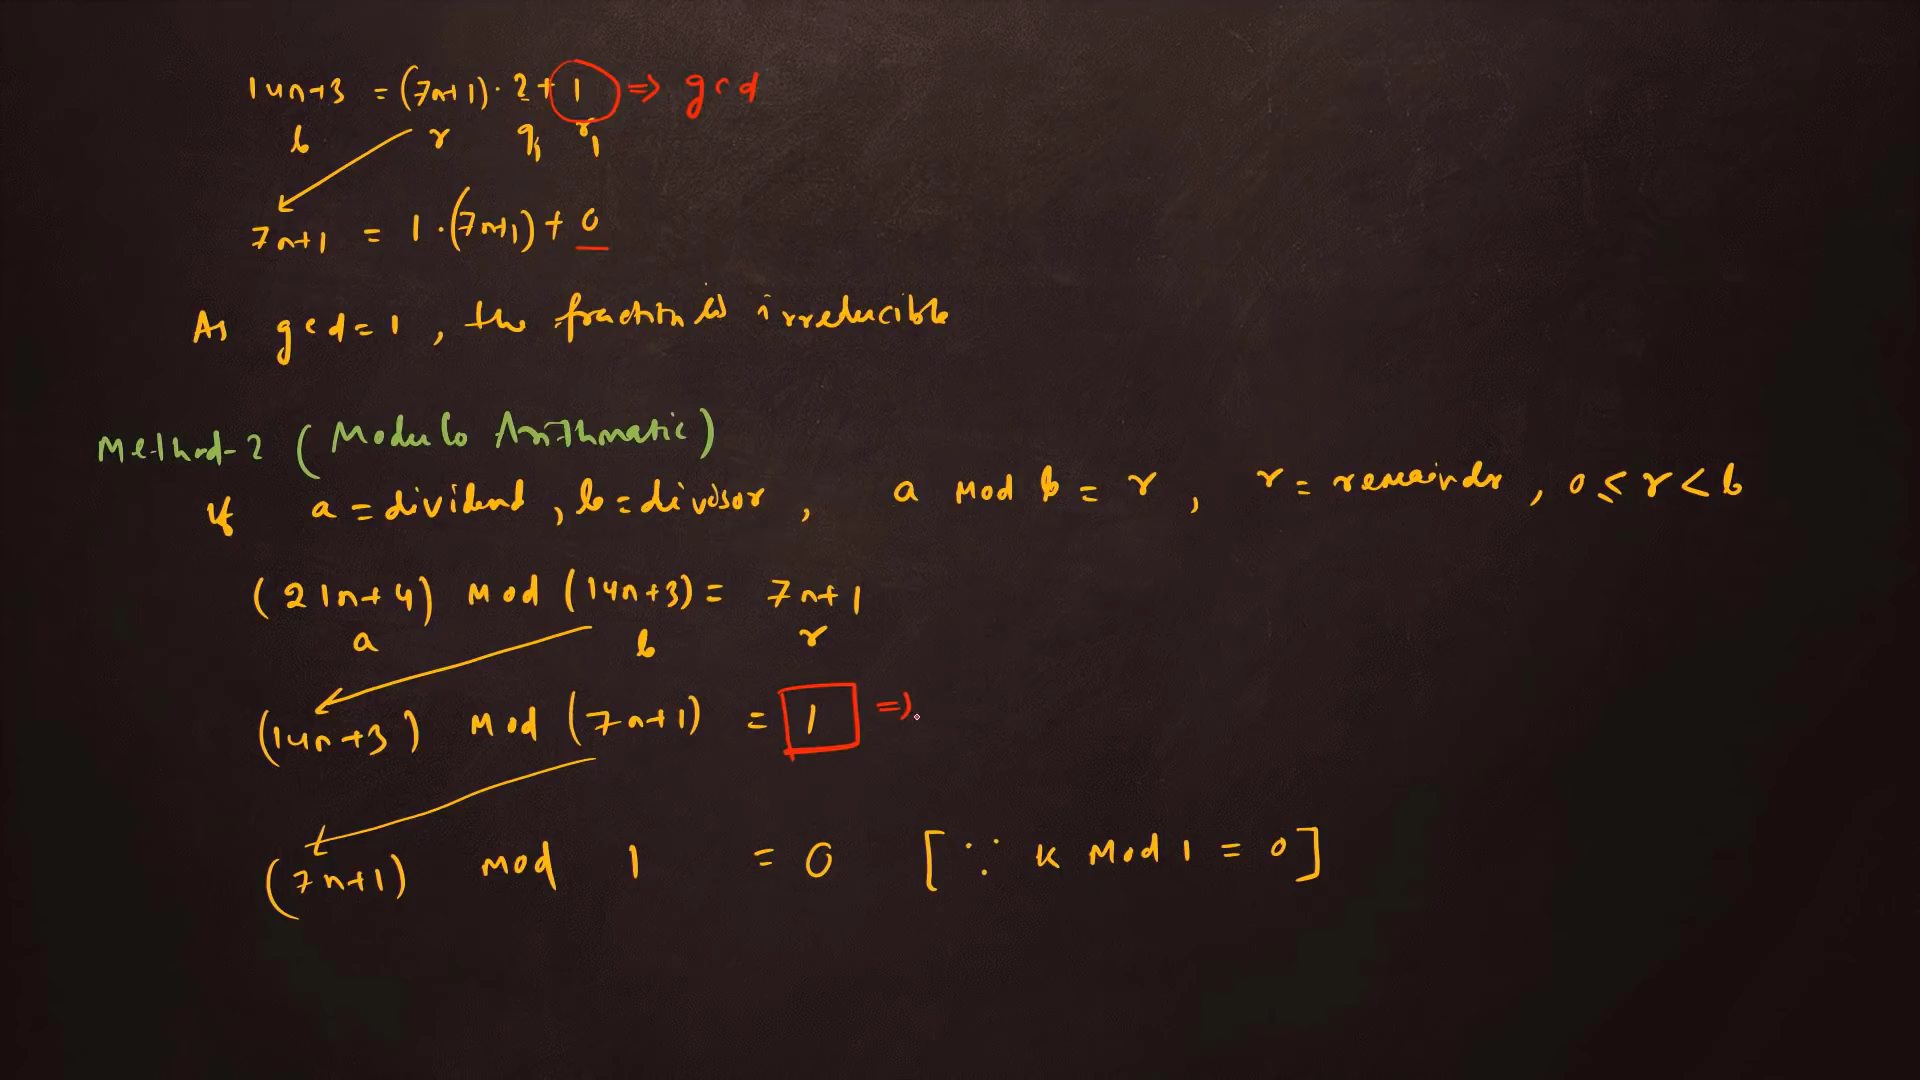 14n+3 = (7n+1) · 2 + 1 ⇒ gcd
b r q1 r1
7n+1 = 1 · (7n+1) + 0
As gcd = 1 , the fraction is irreducible
Method-2 (Modulo Arithmatic)
If a = dividend , b = divisor , a mod b = r , r = remainder , 0 ≤ r < b
(21n+4) mod (14n+3) = 7n+1
a b r
(14n+3) mod (7n+1) = 1 ⇒
(7n+1) mod 1 = 0 [∵ k mod 1 = 0]